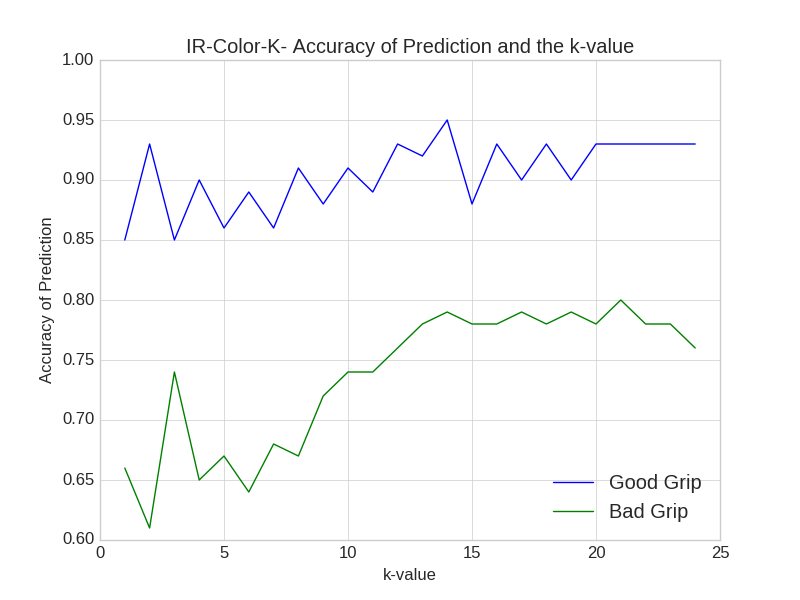 IR-Color-K- Accuracy of Prediction and the k-value
1.00
0.95
0.90
0.85
0.80
0.75
0.70
0.65
0.60
Accuracy of Prediction
Good Grip
Bad Grip
0 5 10 15 20 25
k-value